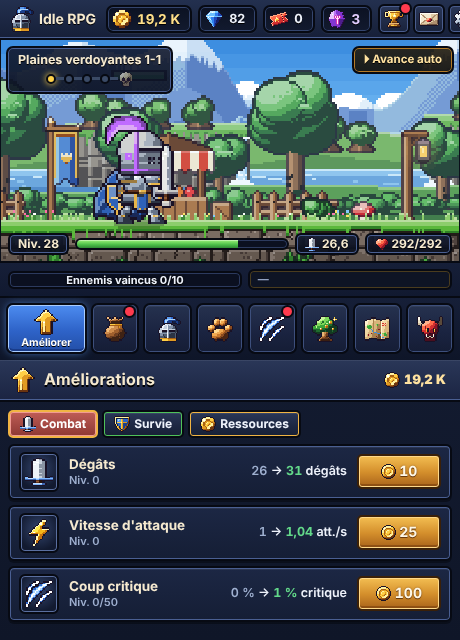 Idle RPG 19,2 K 82 0 3
Plaines verdoyantes 1-1
Avance auto
Niv. 28 26,6 292/292
Ennemis vaincus 0/10 —
Améliorer
Améliorations 19,2 K
Combat Survie Ressources
Dégâts
Niv. 0
26 → 31 dégâts
10
Vitesse d'attaque
Niv. 0
1 → 1,04 att./s
25
Coup critique
Niv. 0/50
0 % → 1 % critique
100